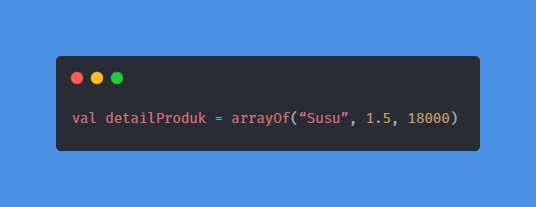 val detailProduk = arrayOf(“Susu”, 1.5, 18000)